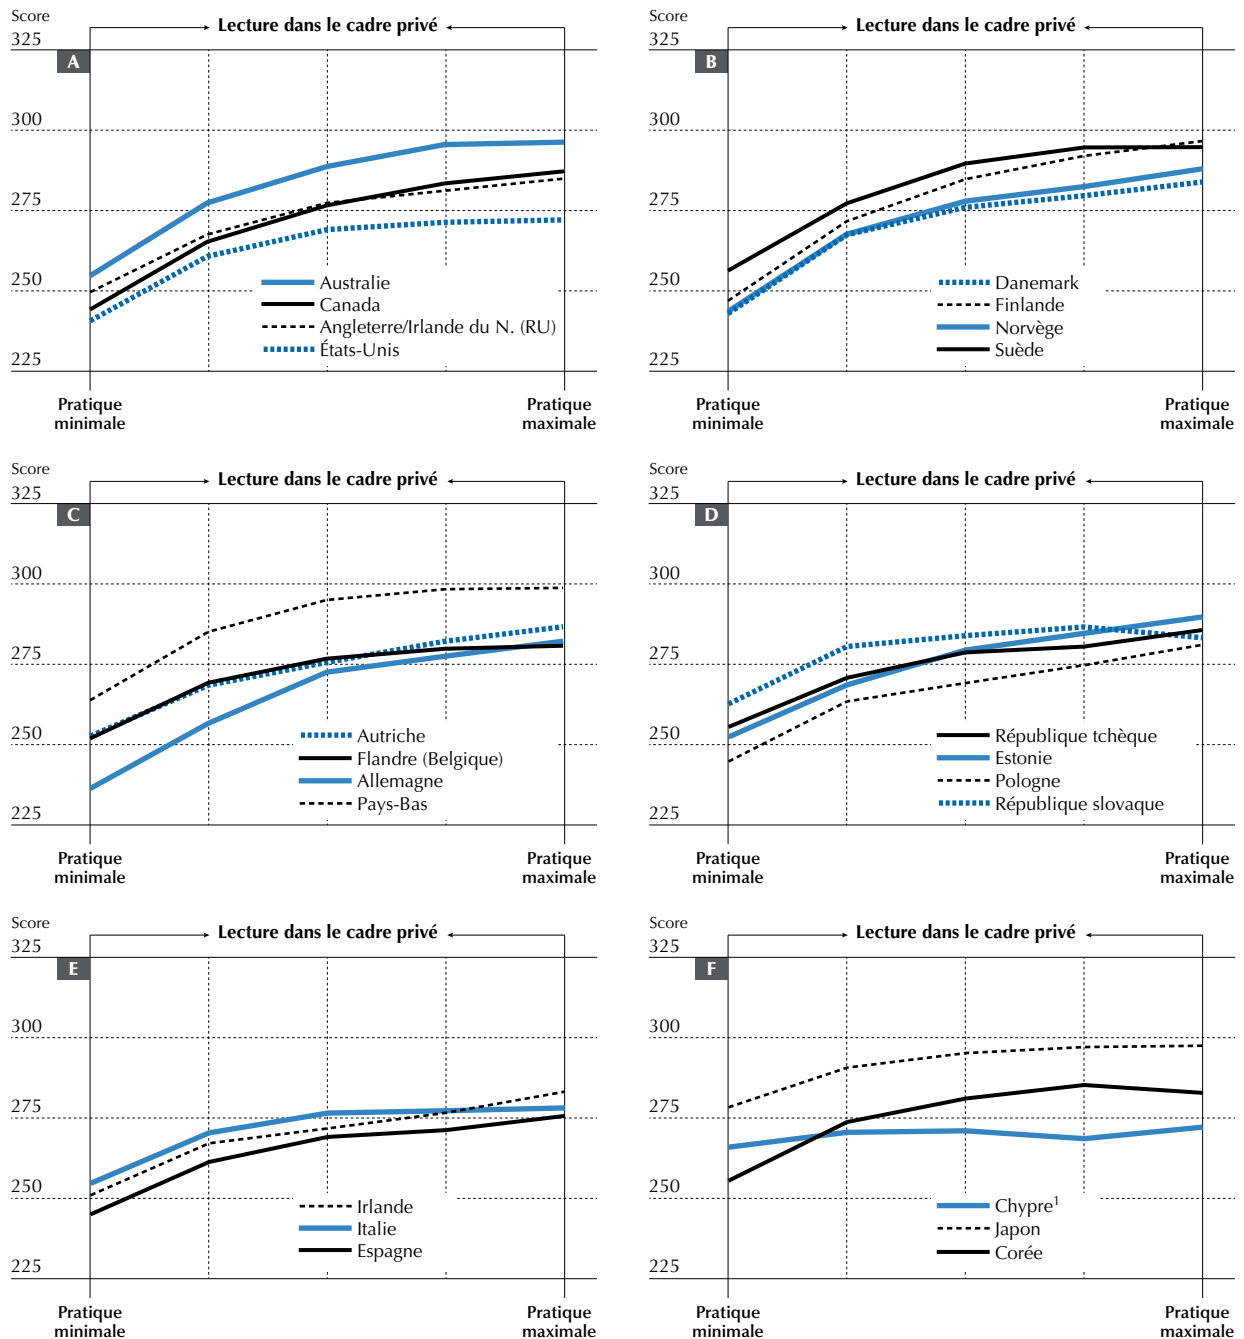 Score
325
Lecture dans le cadre privé
A
300
275
250
Australie
Canada
Angleterre/Irlande du N. (RU)
États-Unis
225
Pratique
minimale
Pratique
maximale
Score
325
Lecture dans le cadre privé
B
300
275
250
Danemark
Finlande
Norvège
Suède
225
Pratique
minimale
Pratique
maximale
Score
325
Lecture dans le cadre privé
C
300
275
250
Autriche
Flandre (Belgique)
Allemagne
Pays-Bas
225
Pratique
minimale
Pratique
maximale
Score
325
Lecture dans le cadre privé
D
300
275
250
République tchèque
Estonie
Pologne
République slovaque
225
Pratique
minimale
Pratique
maximale
Score
325
Lecture dans le cadre privé
E
300
275
250
Irlande
Italie
Espagne
225
Pratique
minimale
Pratique
maximale
Score
325
Lecture dans le cadre privé
F
300
275
250
Chypre¹
Japon
Corée
225
Pratique
minimale
Pratique
maximale